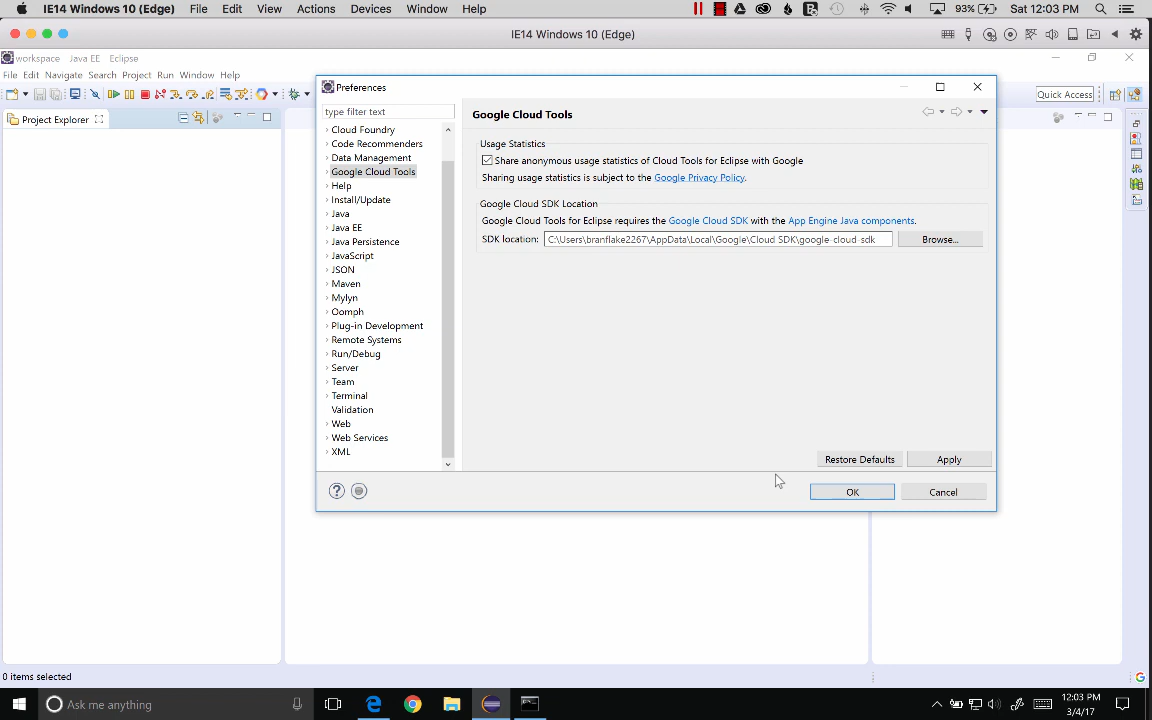 IE14 Windows 10 (Edge) File Edit View Actions Devices Window Help 93% Sat 12:03 PM
IE14 Windows 10 (Edge)
workspace Java EE Eclipse
File Edit Navigate Search Project Run Window Help
Quick Access
Project Explorer
Preferences
type filter text
Cloud Foundry
Code Recommenders
Data Management
Google Cloud Tools
Help
Install/Update
Java
Java EE
Java Persistence
JavaScript
JSON
Maven
Mylyn
Oomph
Plug-in Development
Remote Systems
Run/Debug
Server
Team
Terminal
Validation
Web
Web Services
XML
Google Cloud Tools
Usage Statistics
Share anonymous usage statistics of Cloud Tools for Eclipse with Google
Sharing usage statistics is subject to the Google Privacy Policy.
Google Cloud SDK Location
Google Cloud Tools for Eclipse requires the Google Cloud SDK with the App Engine Java components.
SDK location: C:\Users\branflake2267\AppData\Local\Google\Cloud SDK\google-cloud-sdk Browse...
Restore Defaults Apply
OK Cancel
0 items selected
Ask me anything
12:03 PM
3/4/17